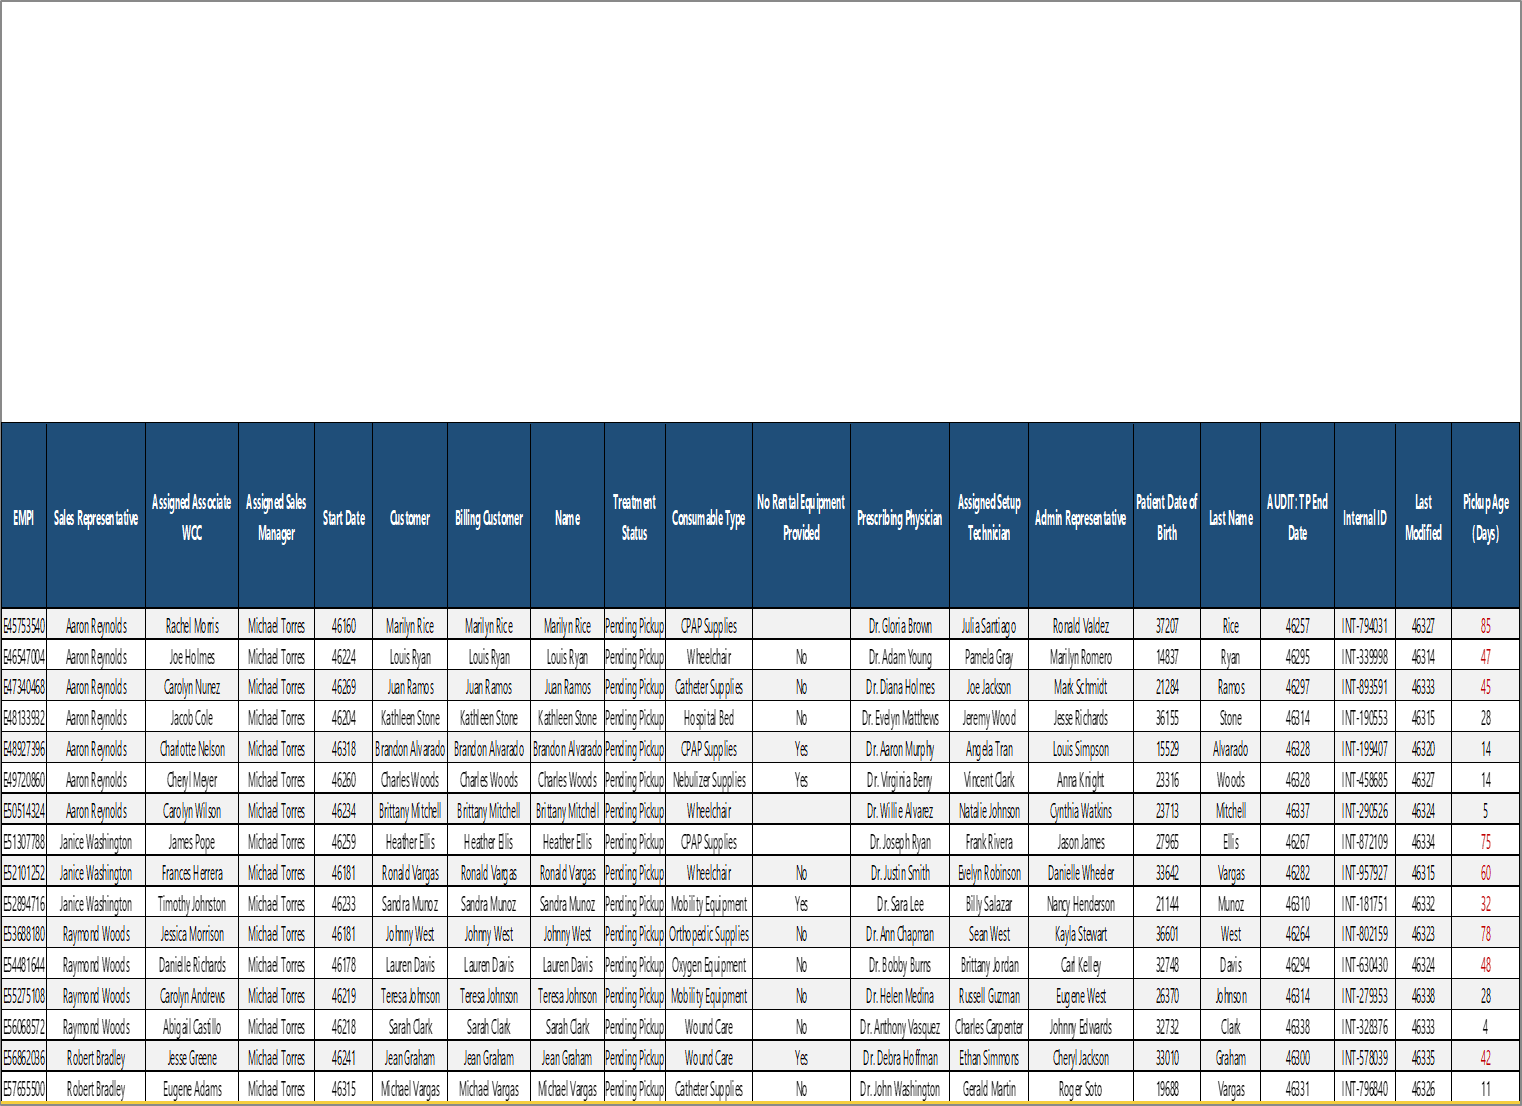 EMPI Sales Representative Assigned Associate WCC Assigned Sales Manager Start Date Customer Billing Customer Name Treatment Status Consumable Type No Rental Equipment Provided Prescribing Physician Assigned Setup Technician Admin Representative Patient Date of Birth Last Name AUDIT: TP End Date Internal ID Last Modified Pickup Age (Days)
E45753540 Aaron Reynolds Rachel Morris Michael Torres 46160 Marilyn Rice Marilyn Rice Marilyn Rice Pending Pickup CPAP Supplies Dr. Gloria Brown Julia Santiago Ronald Valdez 37207 Rice 46257 INT-794031 46327 85
E46547004 Aaron Reynolds Joe Holmes Michael Torres 46224 Louis Ryan Louis Ryan Louis Ryan Pending Pickup Wheelchair No Dr. Adam Young Pamela Gray Marilyn Romero 14837 Ryan 46295 INT-339998 46314 47
E47340468 Aaron Reynolds Carolyn Nunez Michael Torres 46269 Juan Ramos Juan Ramos Juan Ramos Pending Pickup Catheter Supplies No Dr. Diana Holmes Joe Jackson Mark Schmidt 21284 Ramos 46297 INT-893591 46333 45
E48133932 Aaron Reynolds Jacob Cole Michael Torres 46204 Kathleen Stone Kathleen Stone Kathleen Stone Pending Pickup Hospital Bed No Dr. Evelyn Matthews Jeremy Wood Jesse Richards 36155 Stone 46314 INT-190553 46315 28
E48927396 Aaron Reynolds Charlotte Nelson Michael Torres 46318 Brandon Alvarado Brandon Alvarado Brandon Alvarado Pending Pickup CPAP Supplies Yes Dr. Aaron Murphy Angela Tran Louis Simpson 15529 Alvarado 46328 INT-199407 46320 14
E49720860 Aaron Reynolds Cheryl Meyer Michael Torres 46260 Charles Woods Charles Woods Charles Woods Pending Pickup Nebulizer Supplies Yes Dr. Virginia Berry Vincent Clark Anna Knight 23316 Woods 46328 INT-458685 46327 14
E50514324 Aaron Reynolds Carolyn Wilson Michael Torres 46234 Brittany Mitchell Brittany Mitchell Brittany Mitchell Pending Pickup Wheelchair Dr. Willie Alvarez Natalie Johnson Cynthia Watkins 23713 Mitchell 46337 INT-290526 46324 5
E51307788 Janice Washington James Pope Michael Torres 46259 Heather Ellis Heather Ellis Heather Ellis Pending Pickup CPAP Supplies Dr. Joseph Ryan Frank Rivera Jason James 27965 Ellis 46267 INT-872109 46334 75
E52101252 Janice Washington Frances Herrera Michael Torres 46181 Ronald Vargas Ronald Vargas Ronald Vargas Pending Pickup Wheelchair No Dr. Justin Smith Evelyn Robinson Danielle Wheeler 33642 Vargas 46282 INT-957927 46315 60
E52894716 Janice Washington Timothy Johnston Michael Torres 46233 Sandra Munoz Sandra Munoz Sandra Munoz Pending Pickup Mobility Equipment Yes Dr. Sara Lee Billy Salazar Nancy Henderson 21144 Munoz 46310 INT-181751 46332 32
E53688180 Raymond Woods Jessica Morrison Michael Torres 46181 Johnny West Johnny West Johnny West Pending Pickup Orthopedic Supplies No Dr. Ann Chapman Sean West Kayla Stewart 36601 West 46264 INT-802159 46323 78
E54481644 Raymond Woods Danielle Richards Michael Torres 46178 Lauren Davis Lauren Davis Lauren Davis Pending Pickup Oxygen Equipment No Dr. Bobby Burns Brittany Jordan Carl Kelley 32748 Davis 46294 INT-630430 46324 48
E55275108 Raymond Woods Carolyn Andrews Michael Torres 46219 Teresa Johnson Teresa Johnson Teresa Johnson Pending Pickup Mobility Equipment No Dr. Helen Medina Russell Guzman Eugene West 26370 Johnson 46314 INT-279353 46338 28
E56068572 Raymond Woods Abigail Castillo Michael Torres 46218 Sarah Clark Sarah Clark Sarah Clark Pending Pickup Wound Care No Dr. Anthony Vasquez Charles Carpenter Johnny Edwards 32732 Clark 46338 INT-328376 46333 4
E56862036 Robert Bradley Jesse Greene Michael Torres 46241 Jean Graham Jean Graham Jean Graham Pending Pickup Wound Care Yes Dr. Debra Hoffman Ethan Simmons Cheryl Jackson 33010 Graham 46300 INT-578039 46335 42
E57655500 Robert Bradley Eugene Adams Michael Torres 46315 Michael Vargas Michael Vargas Michael Vargas Pending Pickup Catheter Supplies No Dr. John Washington Gerald Martin Roger Soto 19688 Vargas 46331 INT-796840 46326 11